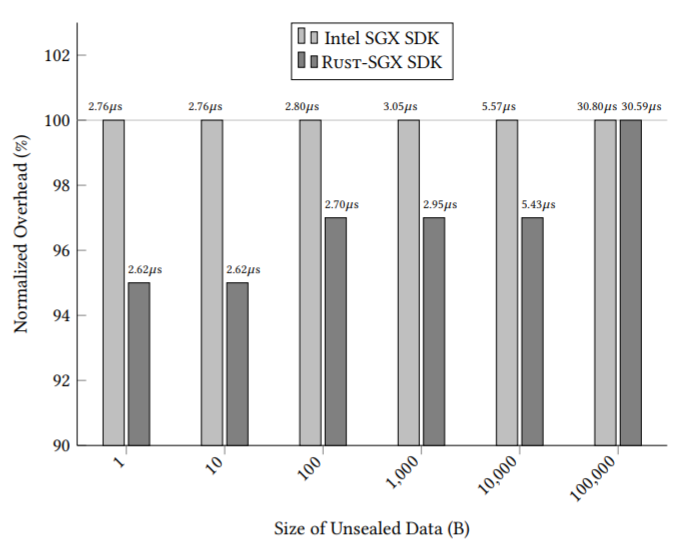 Intel SGX SDK
RUST-SGX SDK
102
100
98
96
94
92
90
Normalized Overhead (%)
2.76μs
2.76μs
2.80μs
3.05μs
5.57μs
30.80μs
30.59μs
2.62μs
2.62μs
2.70μs
2.95μs
5.43μs
1
10
100
1,000
10,000
100,000
Size of Unsealed Data (B)